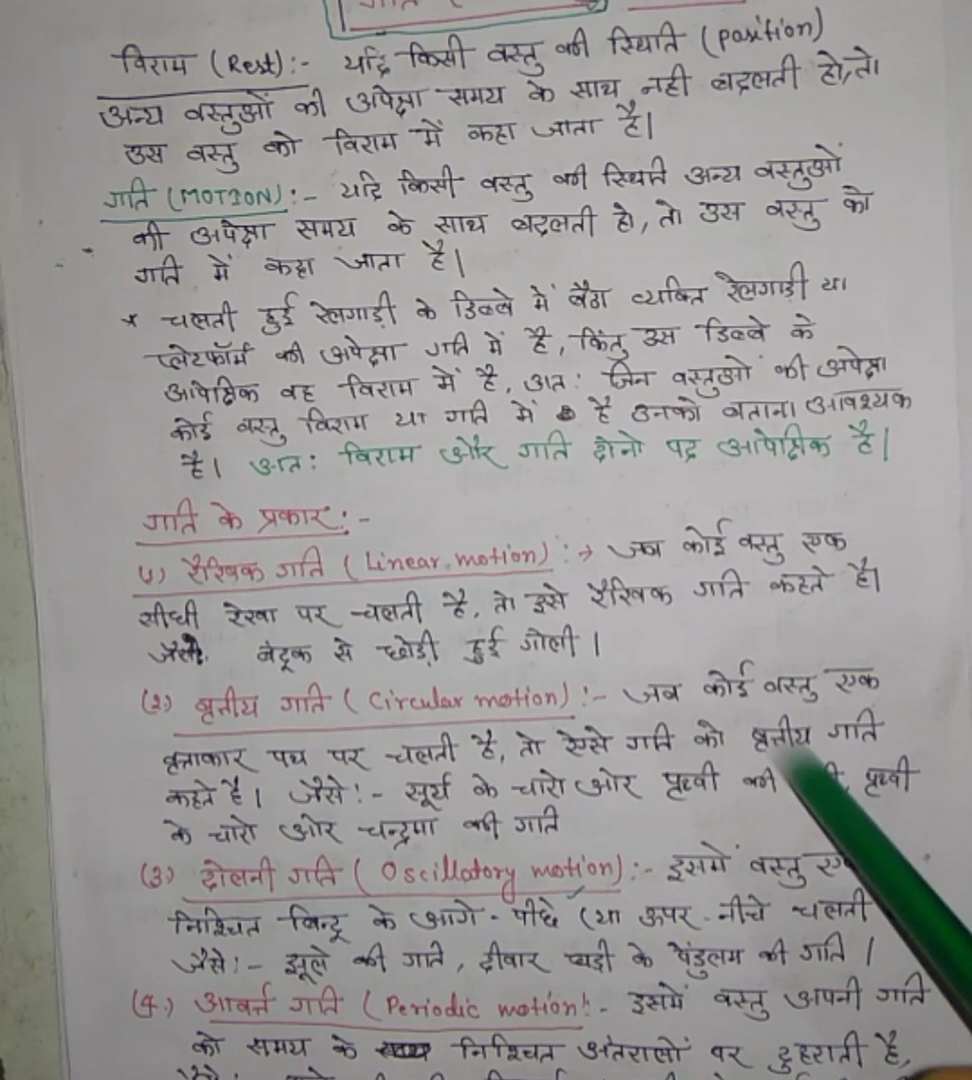 विराम (Rest) :- यदि किसी वस्तु की स्थिति (position)
अन्य वस्तुओं की अपेक्षा समय के साथ नही बदलती हो, तो
उस वस्तु को विराम में कहा जाता है।
गति (MOTION) :- यदि किसी वस्तु की स्थिति अन्य वस्तुओं
की अपेक्षा समय के साथ बदलती हो, तो उस वस्तु को
गति में कहा जाता है।
* चलती हुई रेलगाड़ी के डिब्बे में बैठा व्यक्ति रेलगाड़ी या
प्लेटफॉर्म की अपेक्षा गति में है, किंतु उस डिब्बे के
आपेक्षिक वह विराम में है, अतः जिन वस्तुओं की अपेक्षा
कोई वस्तु विराम या गति में है उनको बताना आवश्यक
है। अतः विराम और गति दोनो पद आपेक्षिक है।
गति के प्रकार :-
(1) रैखिक गति (Linear motion) :→ जब कोई वस्तु एक
सीधी रेखा पर चलती है, तो इसे रैखिक गति कहते है।
जैसे. बंदूक से छोड़ी हुई गोली।
(2) वृत्तीय गति (Circular motion) :- जब कोई वस्तु एक
वृत्ताकार पथ पर चलती है, तो ऐसे गति को वृत्तीय गति
कहते है। जैसे :- सूर्य के चारो ओर पृथ्वी की , पृथ्वी
के चारो ओर चन्द्रमा की गति
(3) दोलनी गति (Oscillatory motion) :- इसमें वस्तु
निश्चित बिन्दू के आगे - पीछे (या ऊपर - नीचे चलती
जैसे :- झूले की गति, दीवार घड़ी के पेंडुलम की गति।
(4.) आवर्त गति (Periodic motion :- इसमें वस्तु अपनी गति
को समय के निश्चित अंतरालों पर दुहराती है,